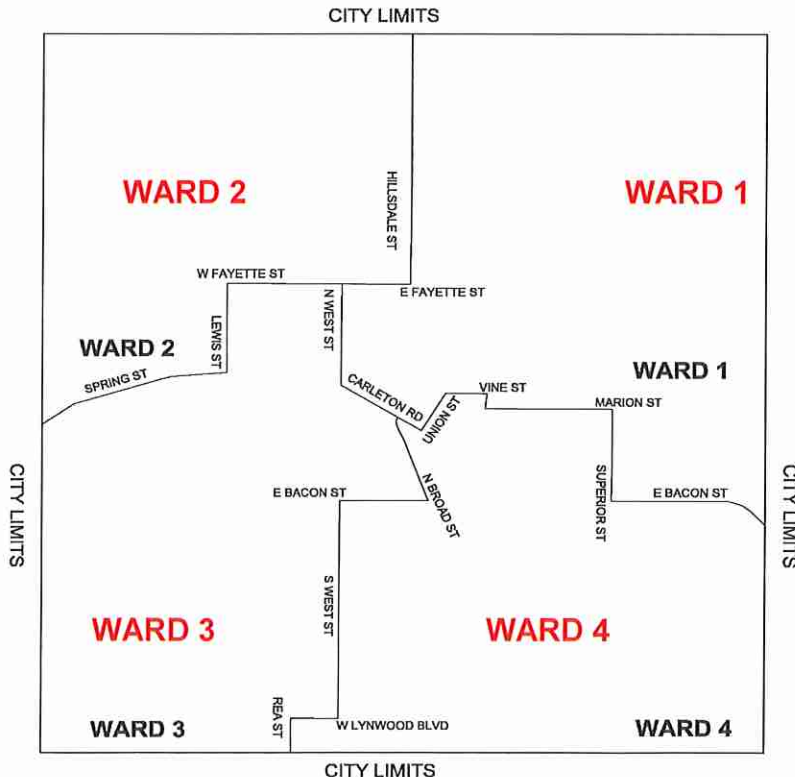 CITY LIMITS
WARD 2
HILLSDALE ST
WARD 1
W FAYETTE ST
E FAYETTE ST
N WEST ST
LEWIS ST
WARD 2
SPRING ST
CARLETON RD
UNION ST
VINE ST
WARD 1
MARION ST
CITY LIMITS
E BACON ST
N BROAD ST
SUPERIOR ST
E BACON ST
CITY LIMITS
S WEST ST
WARD 3
WARD 4
REA ST
WARD 3
W LYNWOOD BLVD
WARD 4
CITY LIMITS